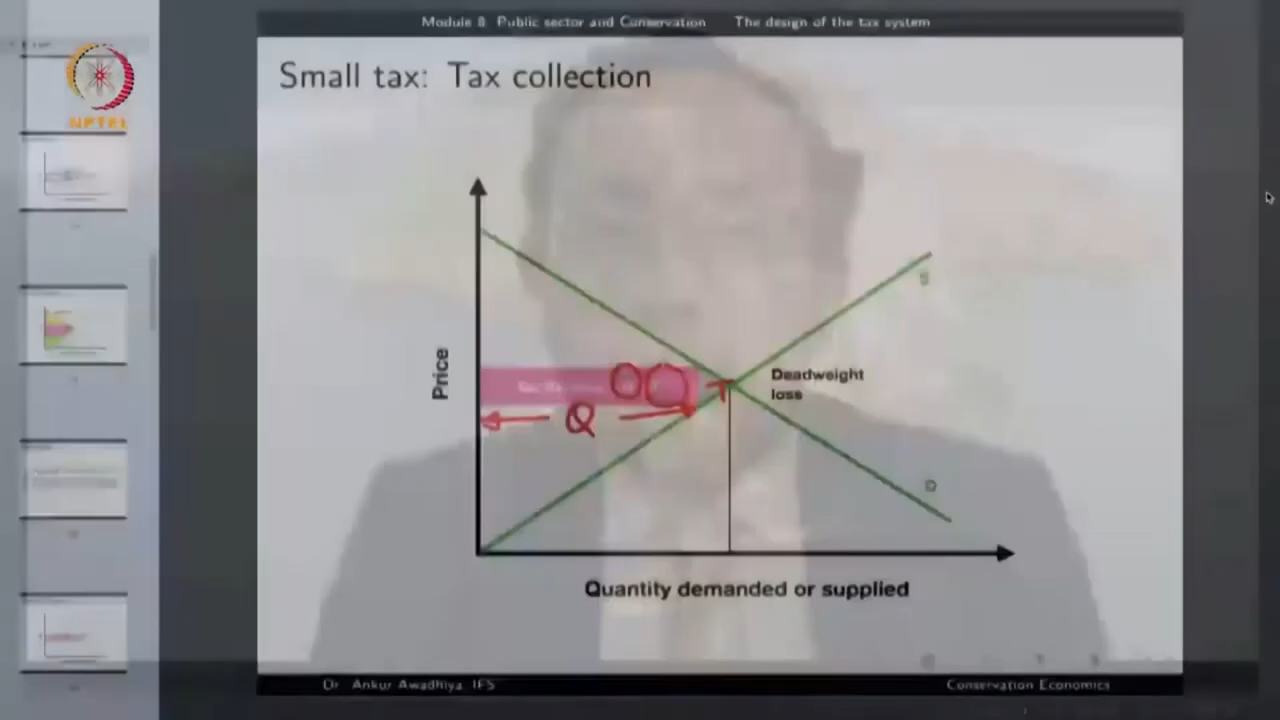 Module 8 Public sector and Conservation The design of the tax system
NPTEL
Small tax: Tax collection
S
Price
T
Deadweight
loss
Q
D
Quantity demanded or supplied
Dr Ankur Awadhiya, IFS
Conservation Economics